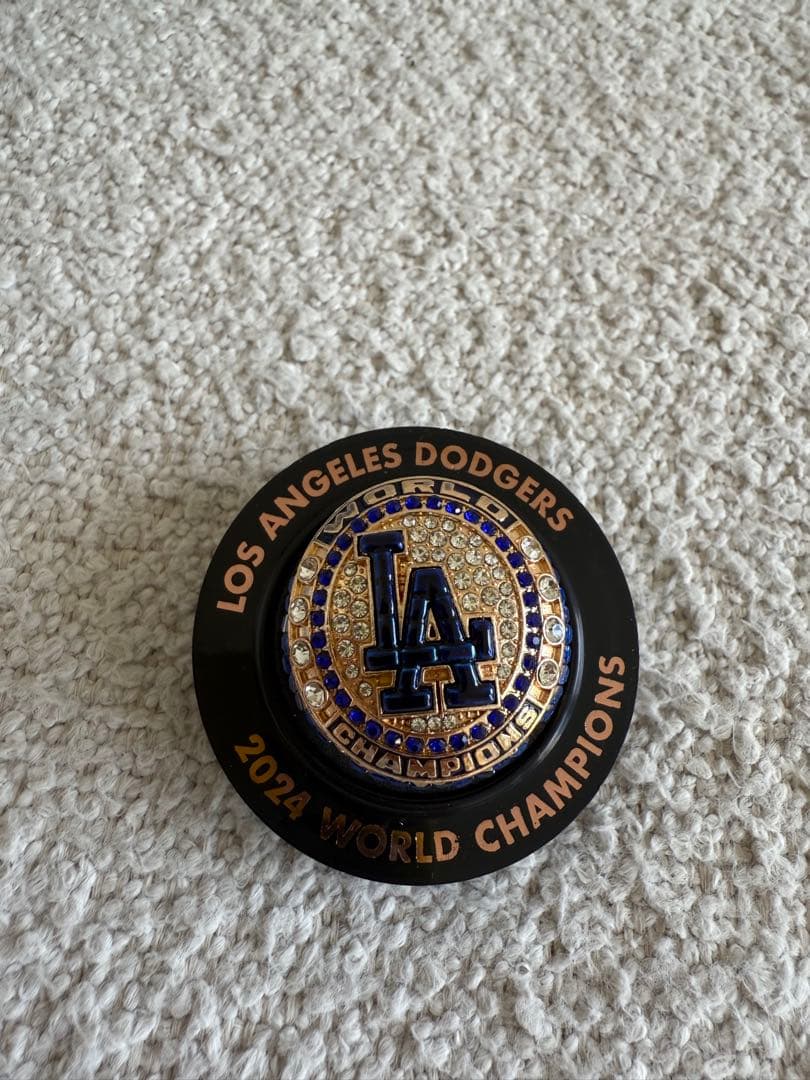 LOS ANGELES DODGERS
WORLD
LA
CHAMPIONS
2024 WORLD CHAMPIONS